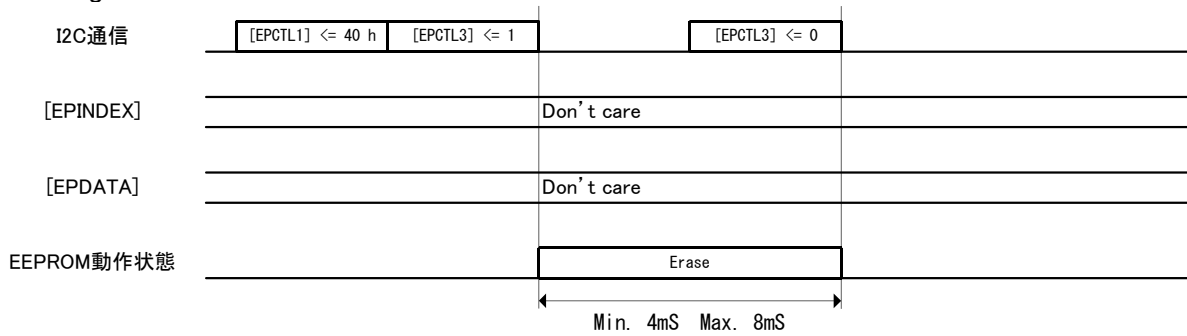 I2C通信 [EPCTL1] <= 40 h [EPCTL3] <= 1 [EPCTL3] <= 0
[EPINDEX] Don't care
[EPDATA] Don't care
EEPROM動作状態 Erase
Min. 4mS Max. 8mS